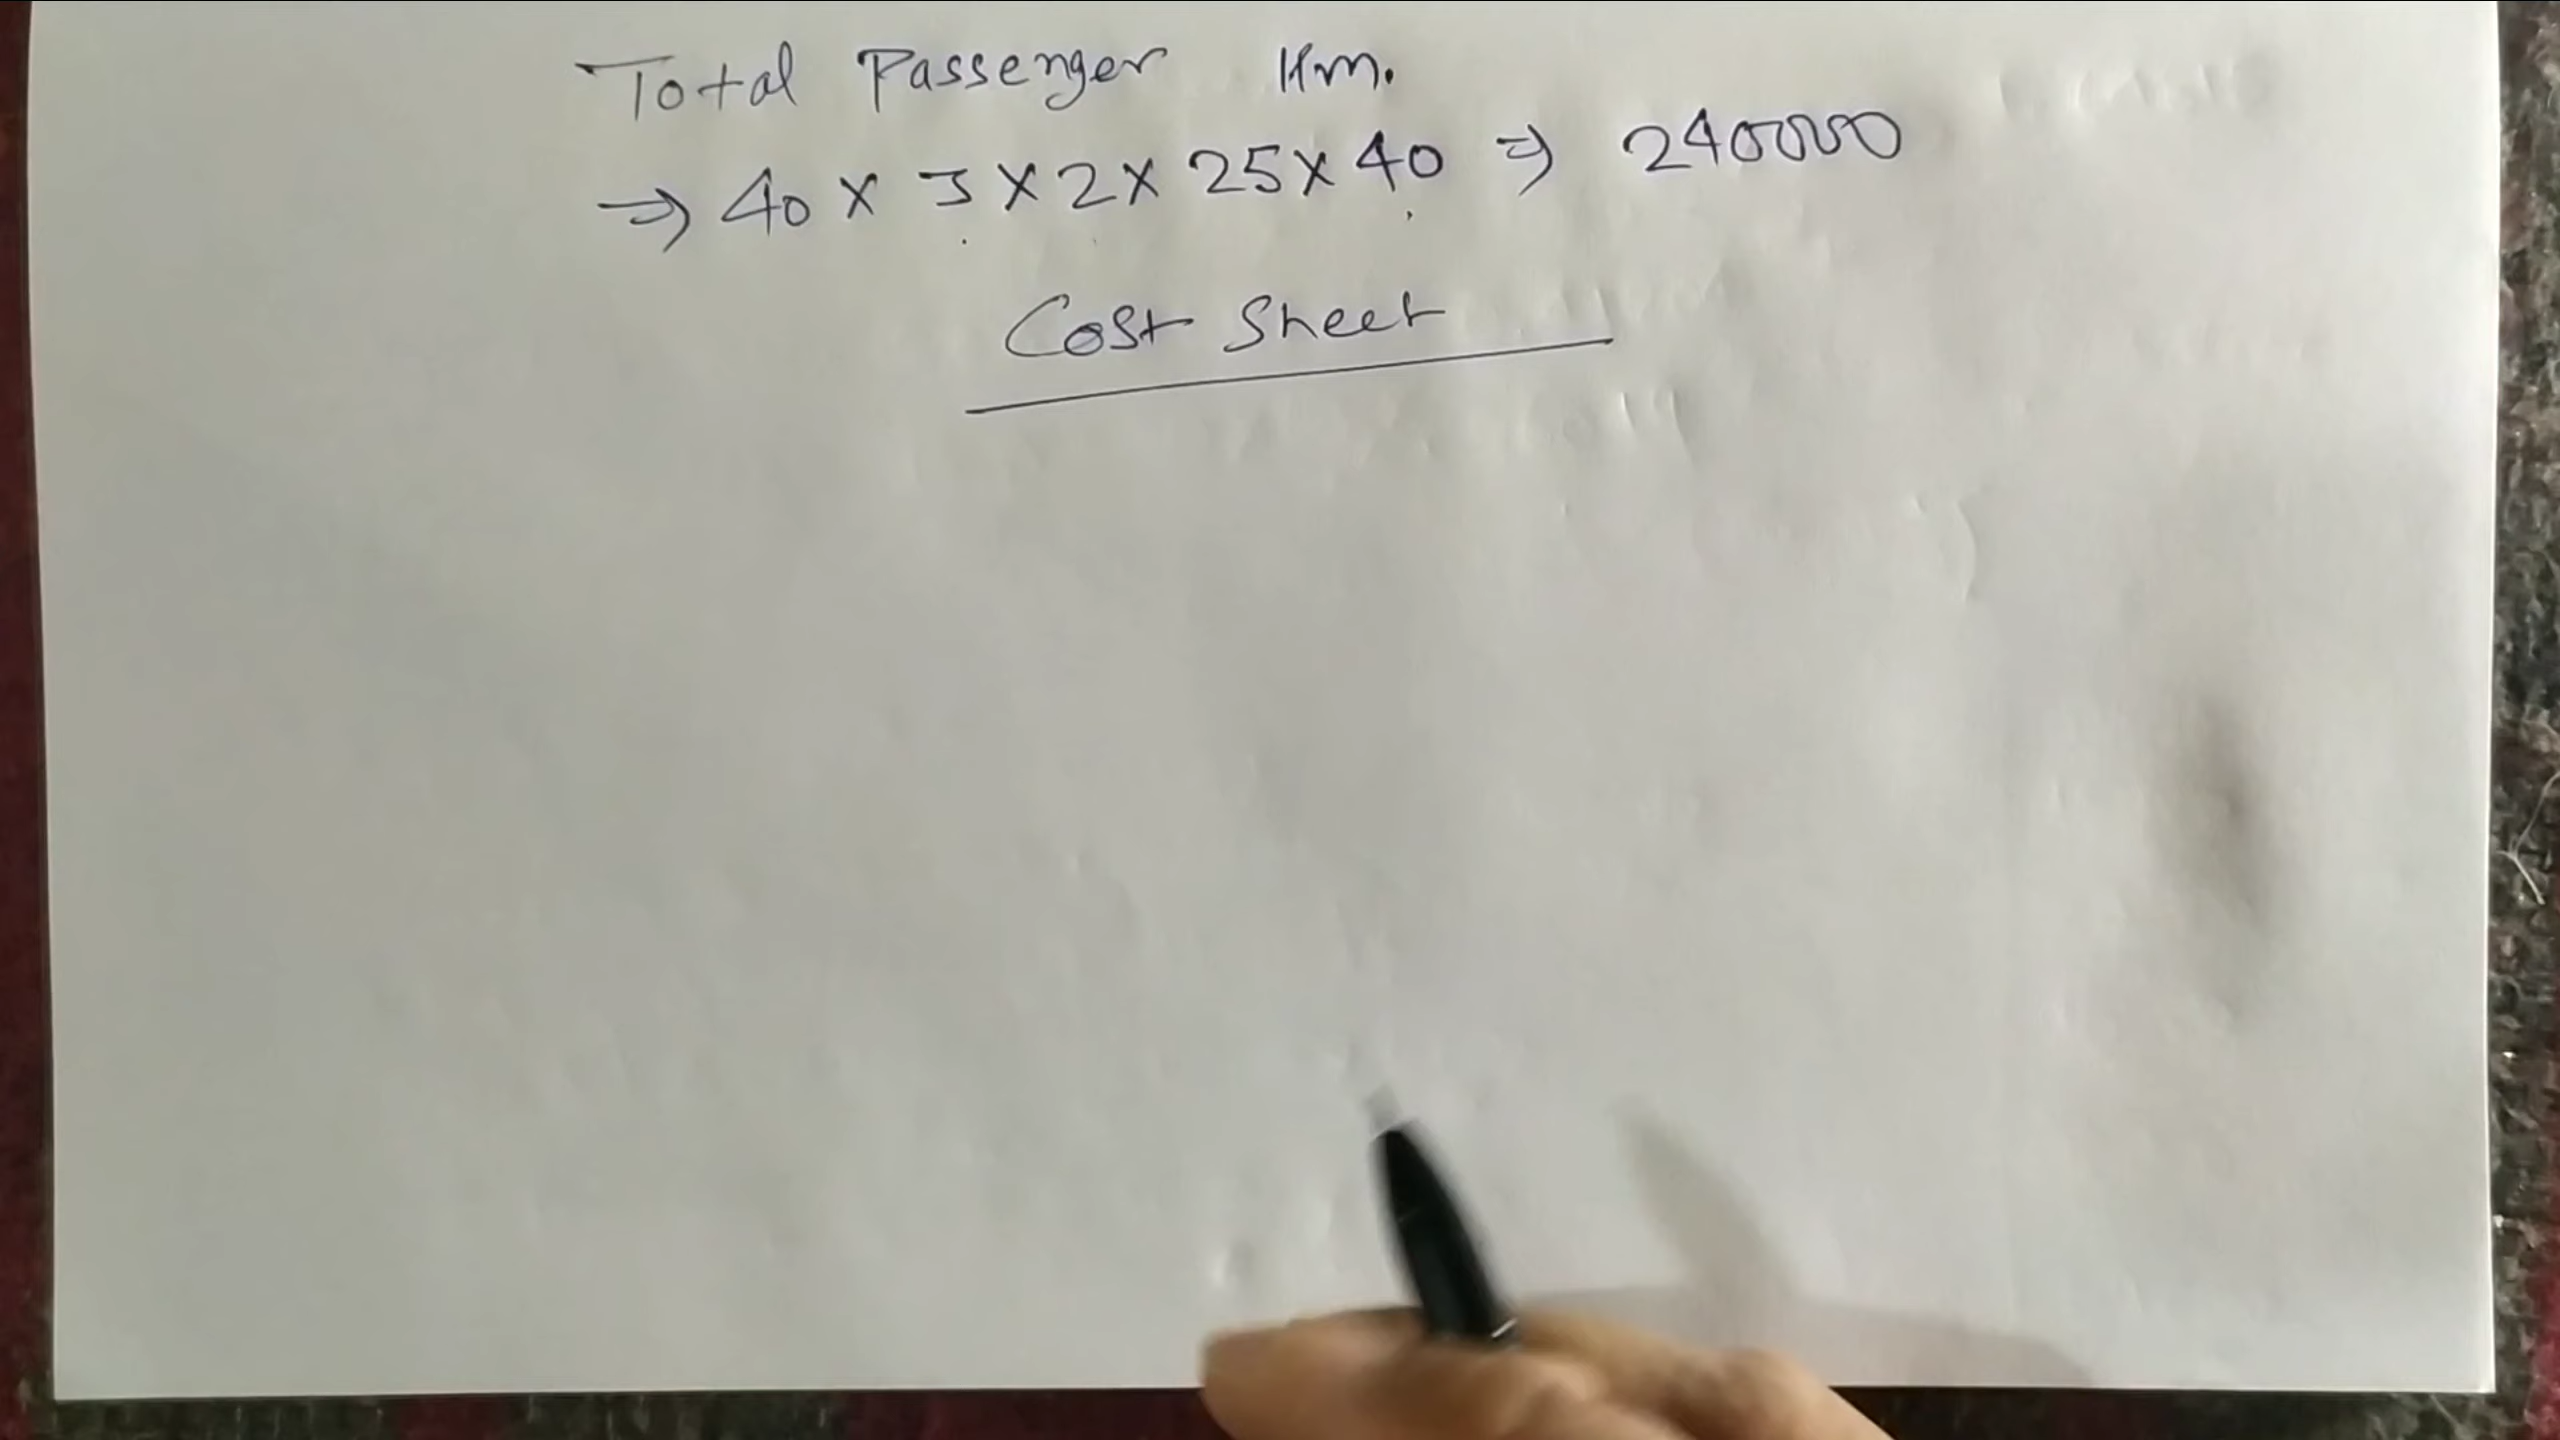 Total Passenger Km.
⇒ 40 x 3 x 2 x 25 x 40 ⇒ 240000
Cost Sheet